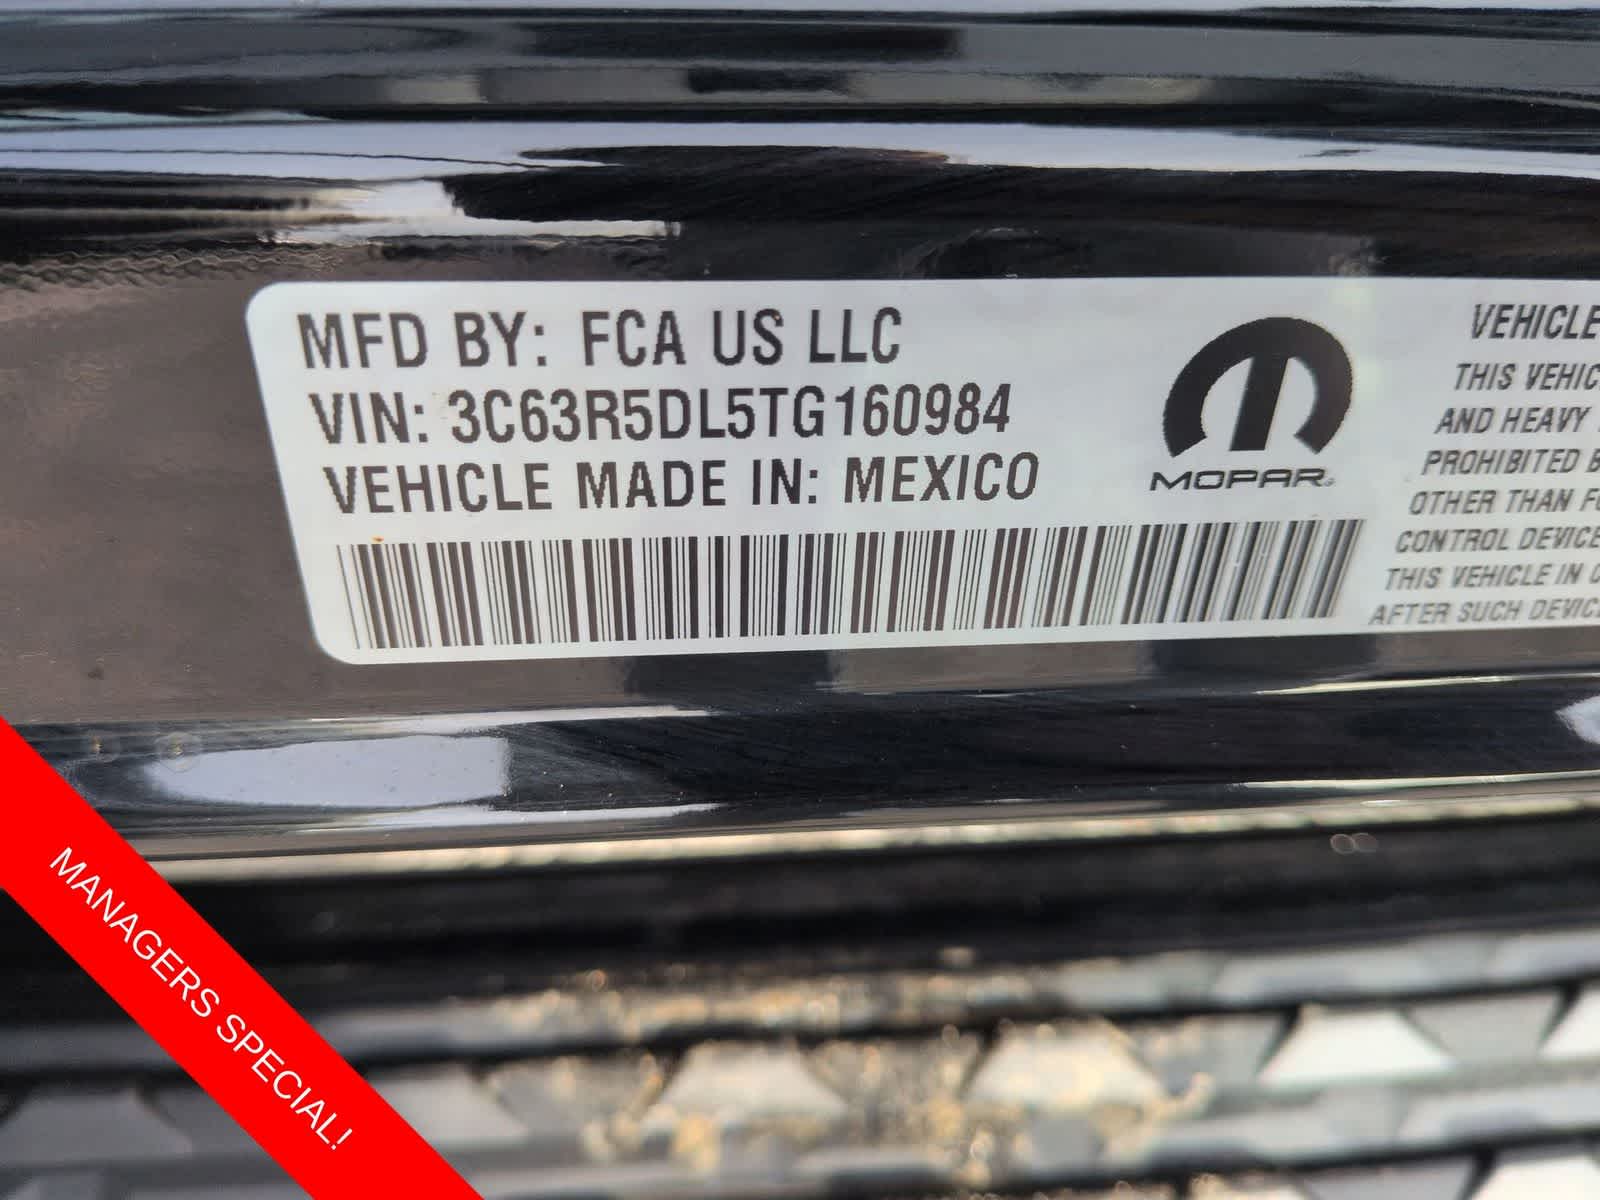 MFD BY: FCA US LLC
VIN: 3C63R5DL5TG160984
VEHICLE MADE IN: MEXICO
MOPAR
VEHICLE
THIS VEHIC
AND HEAVY
PROHIBITED B
OTHER THAN FO
CONTROL DEVICE
THIS VEHICLE IN C
AFTER SUCH DEVIC
MANAGERS SPECIAL!